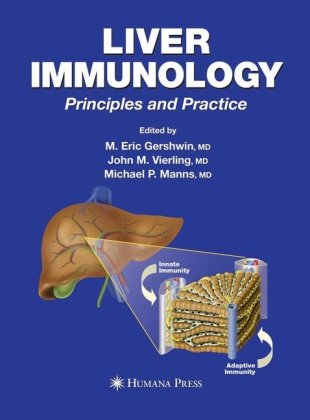 LIVER
IMMUNOLOGY
Principles and Practice
Edited by
M. Eric Gershwin, MD
John M. Vierling, MD
Michael P. Manns, MD
Innate
Immunity
Adaptive
Immunity
HUMANA PRESS